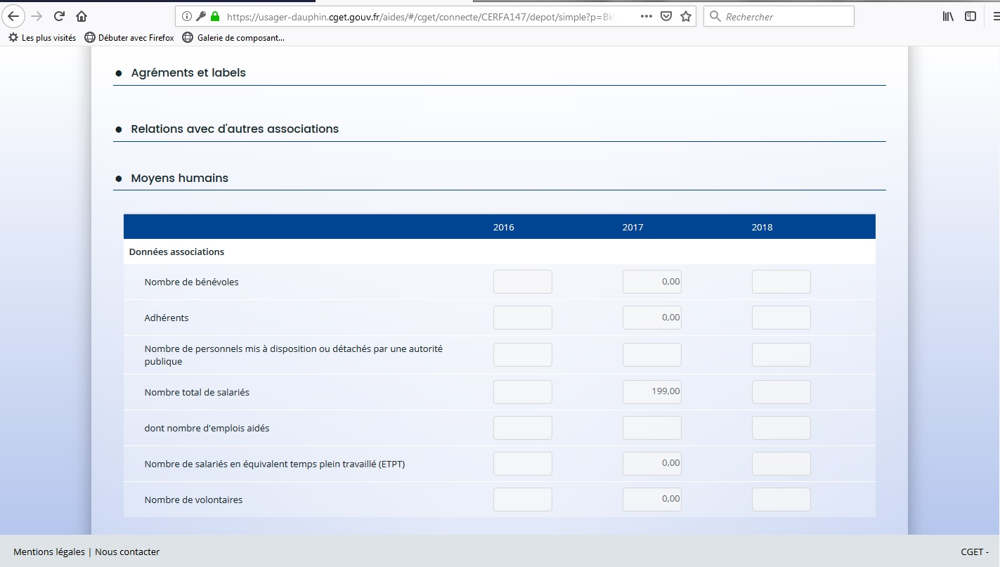 https://usager-dauphin.cget.gouv.fr/aides/#/cget/connecte/CERFA147/depot/simple?p=Bk
Rechercher
Les plus visités Débuter avec Firefox Galerie de composant...
Agréments et labels
Relations avec d'autres associations
Moyens humains
2016 2017 2018
Données associations
Nombre de bénévoles 0,00
Adhérents 0,00
Nombre de personnels mis à disposition ou détachés par une autorité
publique
Nombre total de salariés 199,00
dont nombre d'emplois aidés
Nombre de salariés en équivalent temps plein travaillé (ETPT) 0,00
Nombre de volontaires 0,00
Mentions légales | Nous contacter CGET -